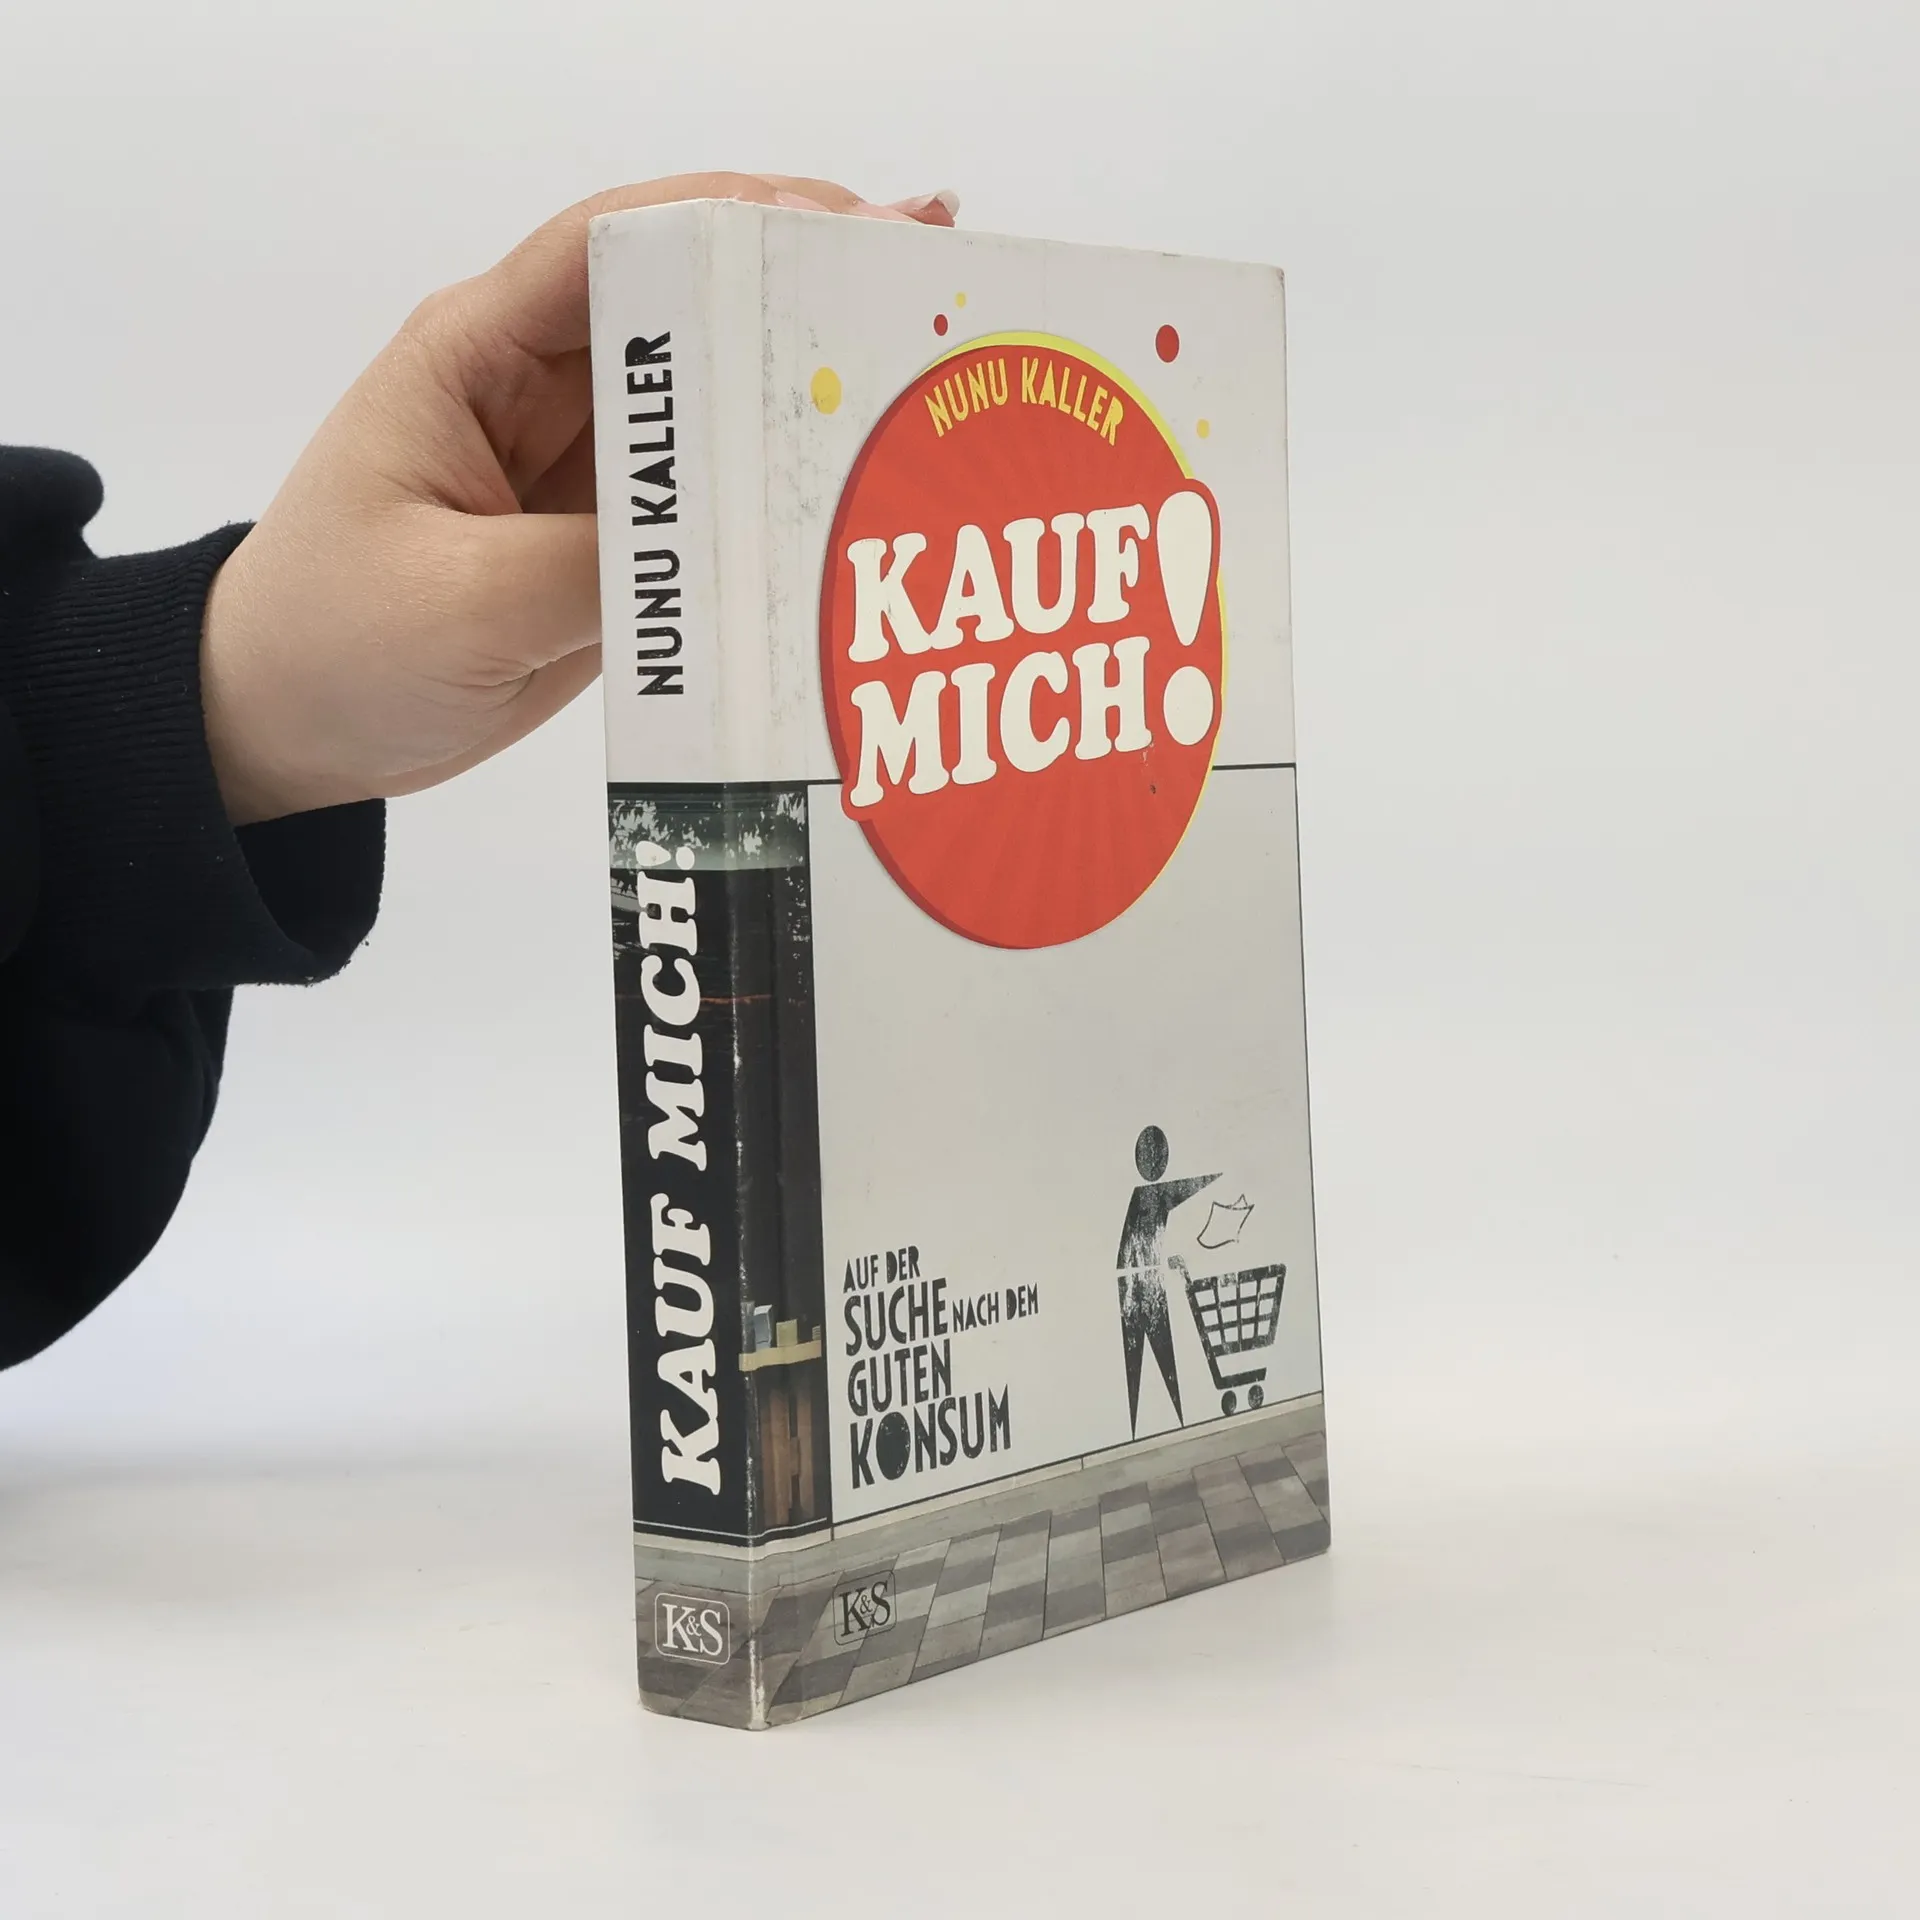 NUNU KALLER
KAUF MICH!
K&S
NUNU KALLER
KAUF
MICH!
AUF DER
SUCHE NACH DEM
GUTEN
KONSUM
K&S